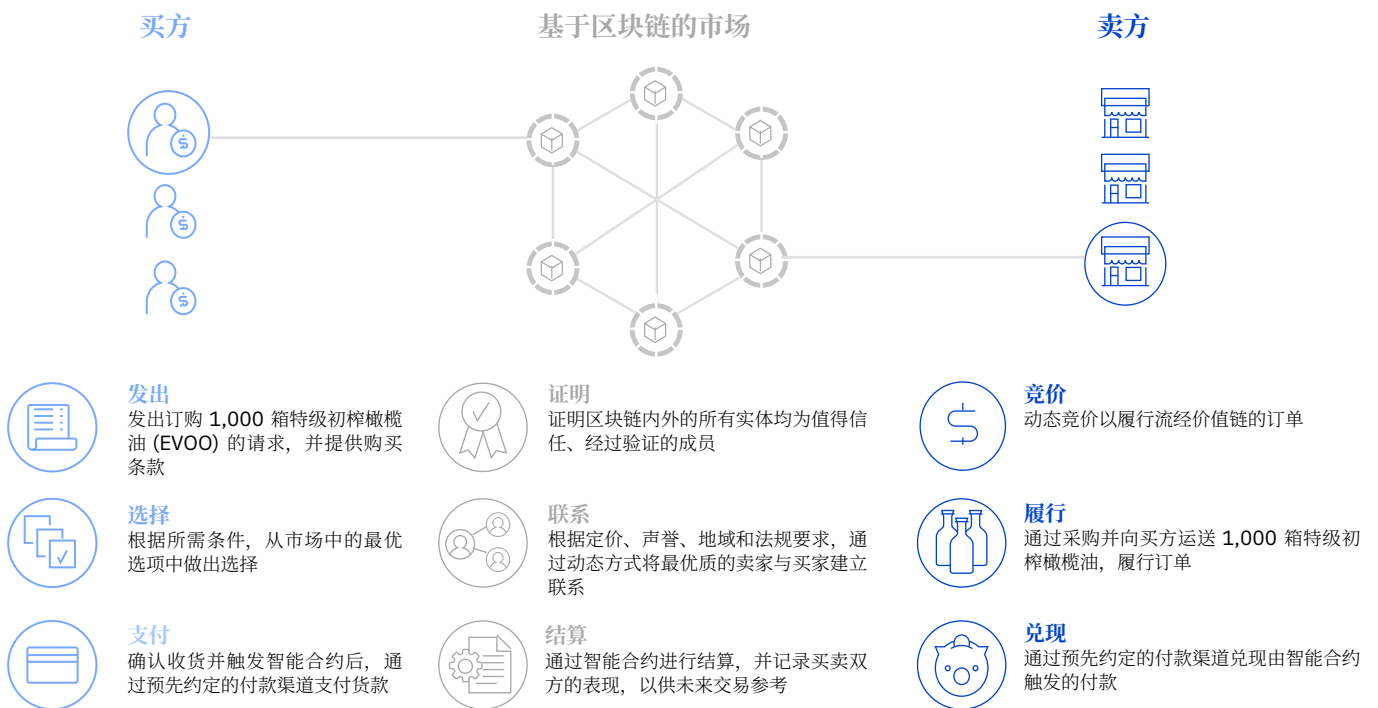 买方
基于区块链的市场
卖方
发出
发出订购 1,000 箱特级初榨橄榄
油 (EVOO) 的请求，并提供购买
条款
证明
证明区块链内外的所有实体均为值得信
任、经过验证的成员
竞价
动态竞价以履行流经价值链的订单
选择
根据所需条件，从市场中的最优
选项中做出选择
联系
根据定价、声誉、地域和法规要求，通
过动态方式将最优质的卖家与买家建立
联系
履行
通过采购并向买方运送 1,000 箱特级初
榨橄榄油，履行订单
支付
确认收货并触发智能合约后，通
过预先约定的付款渠道支付货款
结算
通过智能合约进行结算，并记录买卖双
方的表现，以供未来交易参考
兑现
通过预先约定的付款渠道兑现由智能合约
触发的付款